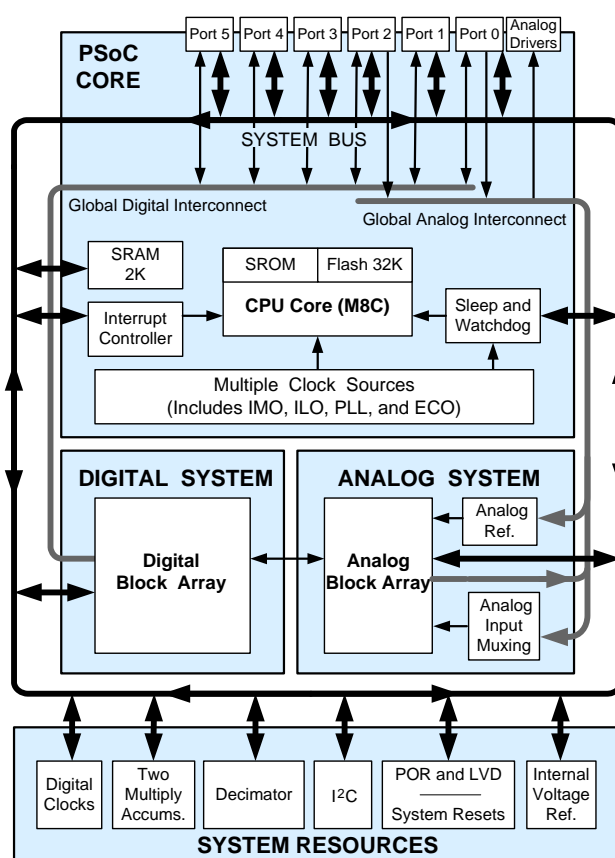 Port 5 Port 4 Port 3 Port 2 Port 1 Port 0 Analog
Drivers
PSoC
CORE
SYSTEM BUS
Global Digital Interconnect
Global Analog Interconnect
SRAM
2K
SROM
Flash 32K
CPU Core (M8C)
Interrupt
Controller
Sleep and
Watchdog
Multiple Clock Sources
(Includes IMO, ILO, PLL, and ECO)
DIGITAL SYSTEM
Digital
Block Array
ANALOG SYSTEM
Analog
Block Array
Analog
Ref.
Analog
Input
Muxing
Digital
Clocks
Two
Multiply
Accums.
Decimator
I²C
POR and LVD
System Resets
Internal
Voltage
Ref.
SYSTEM RESOURCES